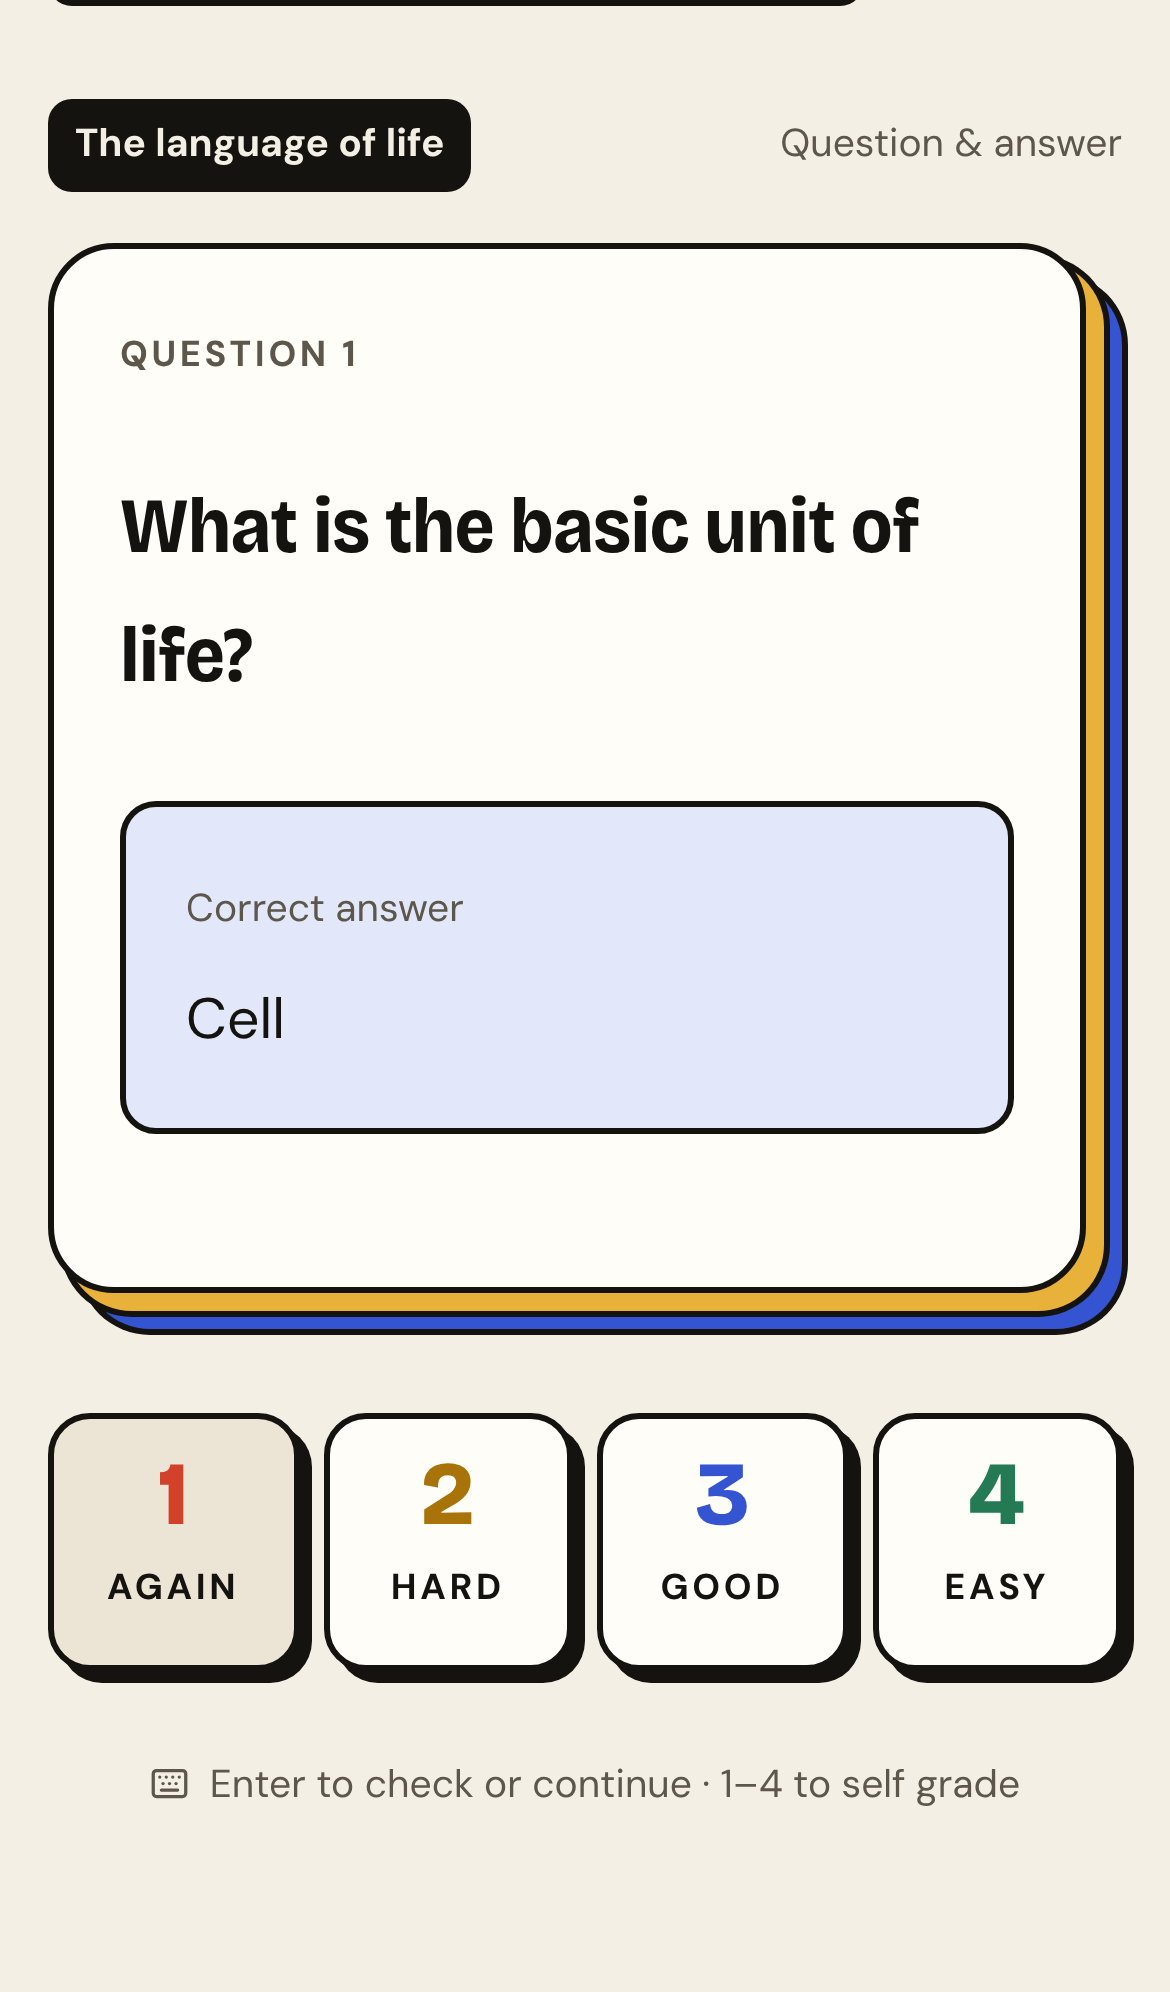 The language of life
Question & answer
QUESTION 1
What is the basic unit of
life?
Correct answer
Cell
1
AGAIN
2
HARD
3
GOOD
4
EASY
Enter to check or continue · 1–4 to self grade